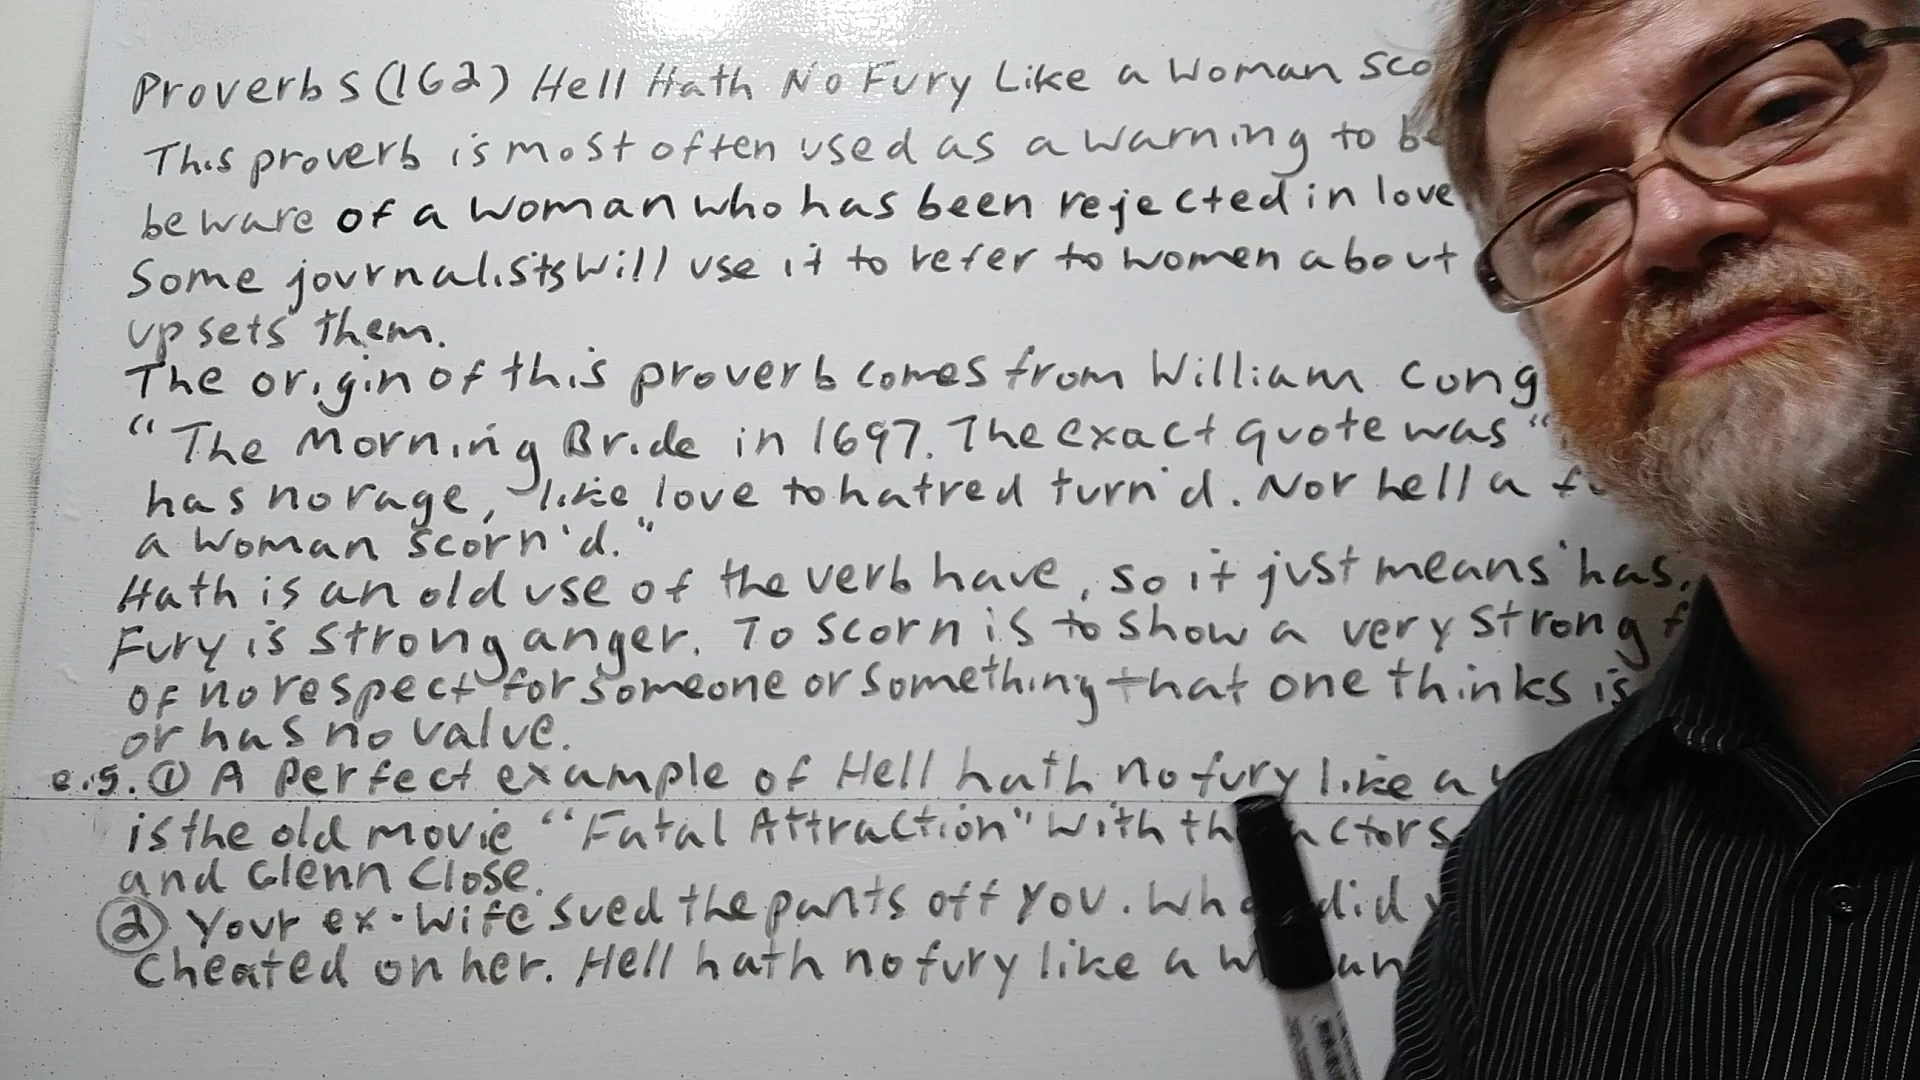 Proverbs (162) Hell Hath No Fury Like a Woman Sco
This proverb is most often used as a warning to be
beware of a woman who has been rejected in love
Some journalists will use it to refer to women about
upsets them.
The origin of this proverb comes from William Cong
"The Morning Bride in 1697. The exact quote was "
has no rage, like love to hatred turn'd. Nor hell a fu
a woman scorn'd."
Hath is an old use of the verb have, so it just means has.
Fury is strong anger. To scorn is to show a very strong f
of no respect for someone or something that one thinks is
or has no value.
e.g. ① A perfect example of Hell hath no fury like a w
is the old movie "Fatal Attraction" with the actors
and Glenn Close.
② Your ex-wife sued the pants off you. What did y
cheated on her. Hell hath no fury like a woman